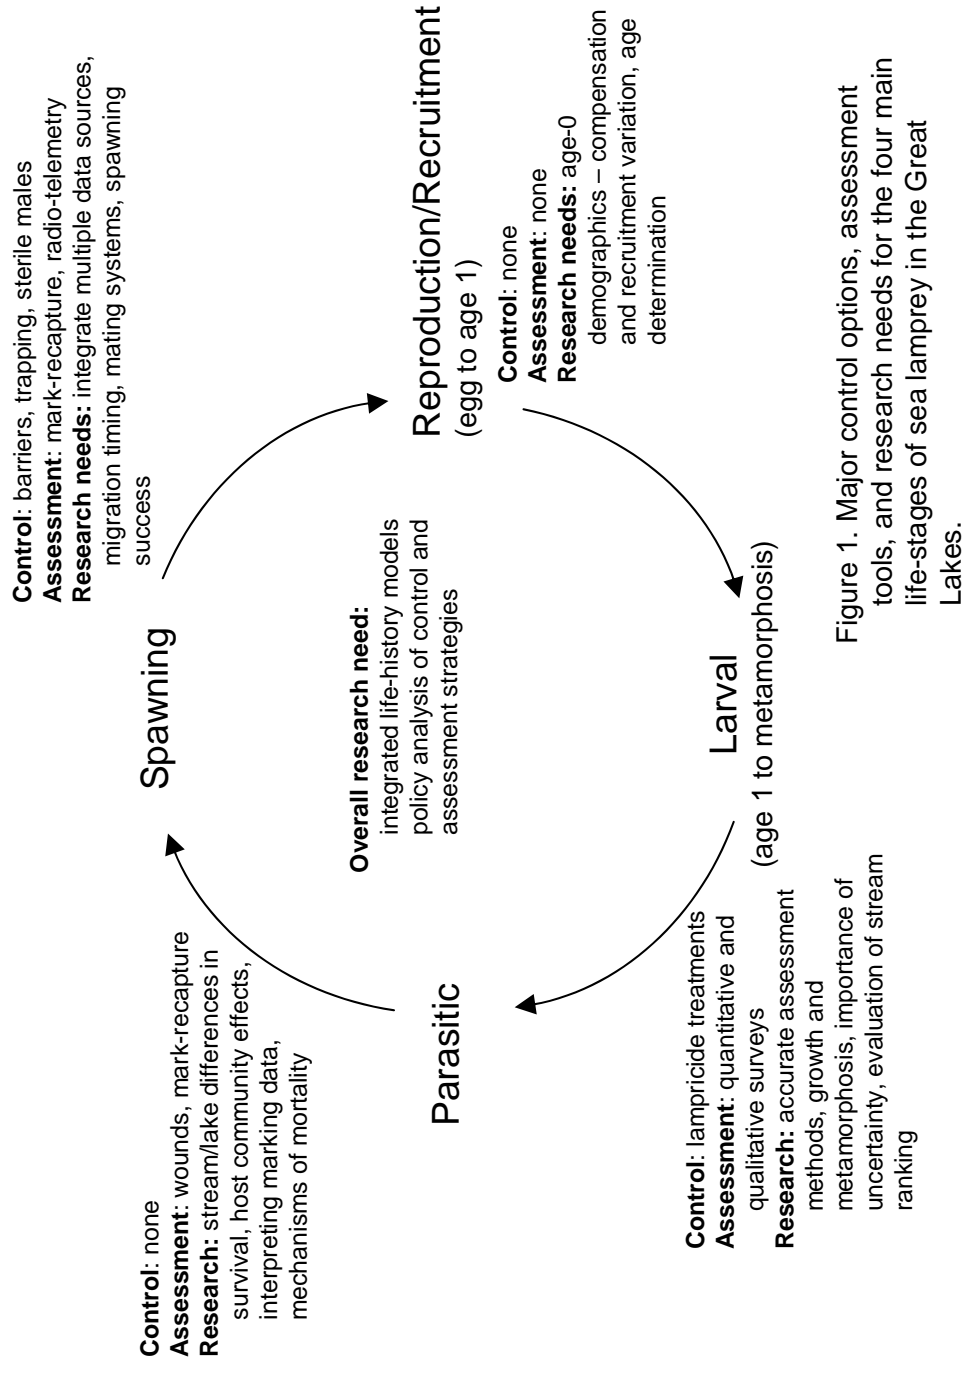 Control: barriers, trapping, sterile males
Assessment: mark-recapture, radio-telemetry
Research needs: integrate multiple data sources,
migration timing, mating systems, spawning
success
Spawning
Control: none
Assessment: wounds, mark-recapture
Research: stream/lake differences in
survival, host community effects,
interpreting marking data,
mechanisms of mortality
Parasitic
Overall research need:
integrated life-history models
policy analysis of control and
assessment strategies
Reproduction/Recruitment
(egg to age 1)
Control: none
Assessment: none
Research needs: age-0
demographics – compensation
and recruitment variation, age
determination
Larval
(age 1 to metamorphosis)
Control: lampricide treatments
Assessment: quantitative and
qualitative surveys
Research: accurate assessment
methods, growth and
metamorphosis, importance of
uncertainty, evaluation of stream
ranking
Figure 1. Major control options, assessment
tools, and research needs for the four main
life-stages of sea lamprey in the Great
Lakes.